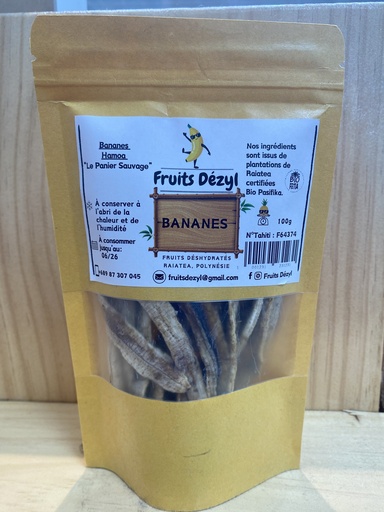 Bananes
Hamoa
"Le Panier Sauvage"
À conserver à
l'abri de la
chaleur et de
l'humidité
À consommer
jusqu'au:
06/26
+689 87 307 045
Fruits Dézyl
BANANES
FRUITS DÉSHYDRATÉS
RAIATEA, POLYNÉSIE
fruitsdezyl@gmail.com
Nos ingrédients
sont issus de
plantations de
Raiatea
certifiées
Bio Pasifika.
BIO
100g
N°Tahiti : F64374
Fruits Dézyl